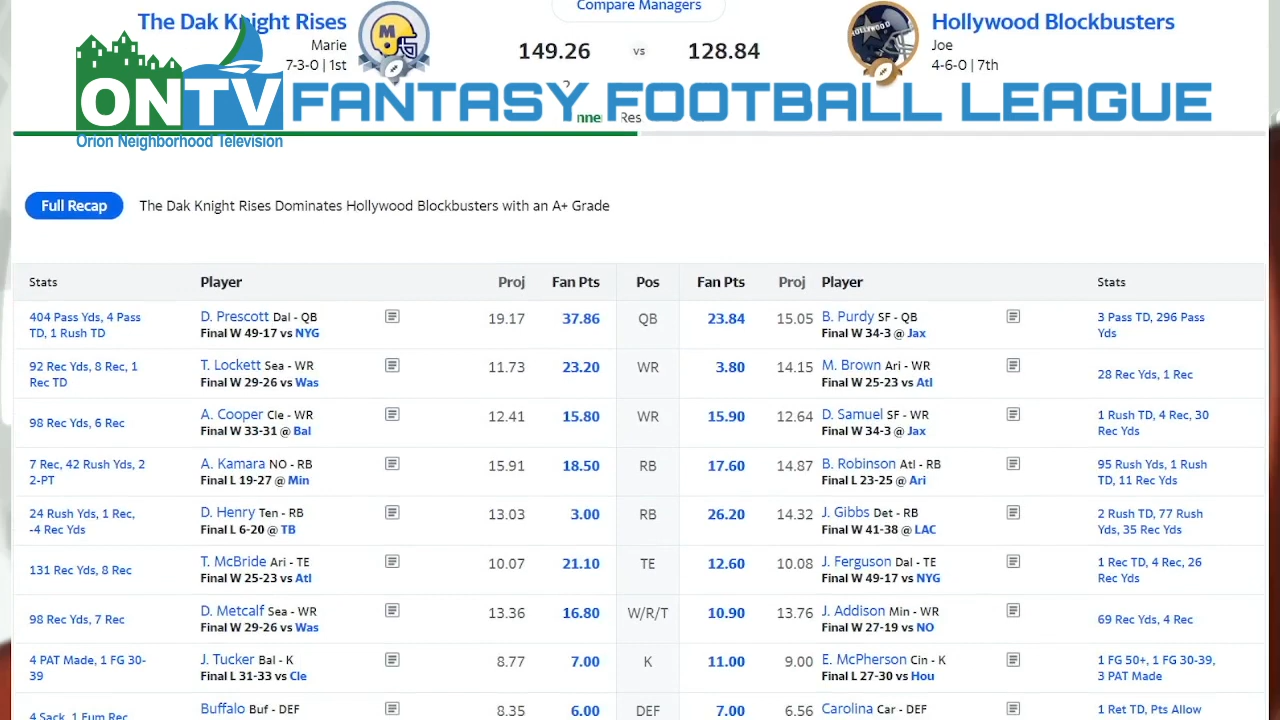 Compare Managers
The Dak Knight Rises
Marie
7-3-0 | 1st
149.26 vs 128.84
Hollywood Blockbusters
Joe
4-6-0 | 7th
M
HOLLYWOOD
ONTV FANTASY FOOTBALL LEAGUE
Orion Neighborhood Television
Full Recap The Dak Knight Rises Dominates Hollywood Blockbusters with an A+ Grade
Stats Player Proj Fan Pts Pos Fan Pts Proj Player Stats
404 Pass Yds, 4 Pass TD, 1 Rush TD D. Prescott Dal - QB 19.17 37.86 QB 23.84 15.05 B. Purdy SF - QB 3 Pass TD, 296 Pass Yds
Final W 49-17 vs NYG Final W 34-3 @ Jax
92 Rec Yds, 8 Rec, 1 Rec TD T. Lockett Sea - WR 11.73 23.20 WR 3.80 14.15 M. Brown Ari - WR 28 Rec Yds, 1 Rec
Final W 29-26 vs Was Final W 25-23 vs Atl
98 Rec Yds, 6 Rec A. Cooper Cle - WR 12.41 15.80 WR 15.90 12.64 D. Samuel SF - WR 1 Rush TD, 4 Rec, 30 Rec Yds
Final W 33-31 @ Bal Final W 34-3 @ Jax
7 Rec, 42 Rush Yds, 2 2-PT A. Kamara NO - RB 15.91 18.50 RB 17.60 14.87 B. Robinson Atl - RB 95 Rush Yds, 1 Rush TD, 11 Rec Yds
Final L 19-27 @ Min Final L 23-25 @ Ari
24 Rush Yds, 1 Rec, -4 Rec Yds D. Henry Ten - RB 13.03 3.00 RB 26.20 14.32 J. Gibbs Det - RB 2 Rush TD, 77 Rush Yds, 35 Rec Yds
Final L 6-20 @ TB Final W 41-38 @ LAC
131 Rec Yds, 8 Rec T. McBride Ari - TE 10.07 21.10 TE 12.60 10.08 J. Ferguson Dal - TE 1 Rec TD, 4 Rec, 26 Rec Yds
Final W 25-23 vs Atl Final W 49-17 vs NYG
98 Rec Yds, 7 Rec D. Metcalf Sea - WR 13.36 16.80 W/R/T 10.90 13.76 J. Addison Min - WR 69 Rec Yds, 4 Rec
Final W 29-26 vs Was Final W 27-19 vs NO
4 PAT Made, 1 FG 30-39 J. Tucker Bal - K 8.77 7.00 K 11.00 9.00 E. McPherson Cin - K 1 FG 50+, 1 FG 30-39, 3 PAT Made
Final L 31-33 vs Cle Final L 27-30 vs Hou
4 Sack, 1 Fum Rec Buffalo Buf - DEF 8.35 6.00 DEF 7.00 6.56 Carolina Car - DEF 1 Ret TD, Pts Allow